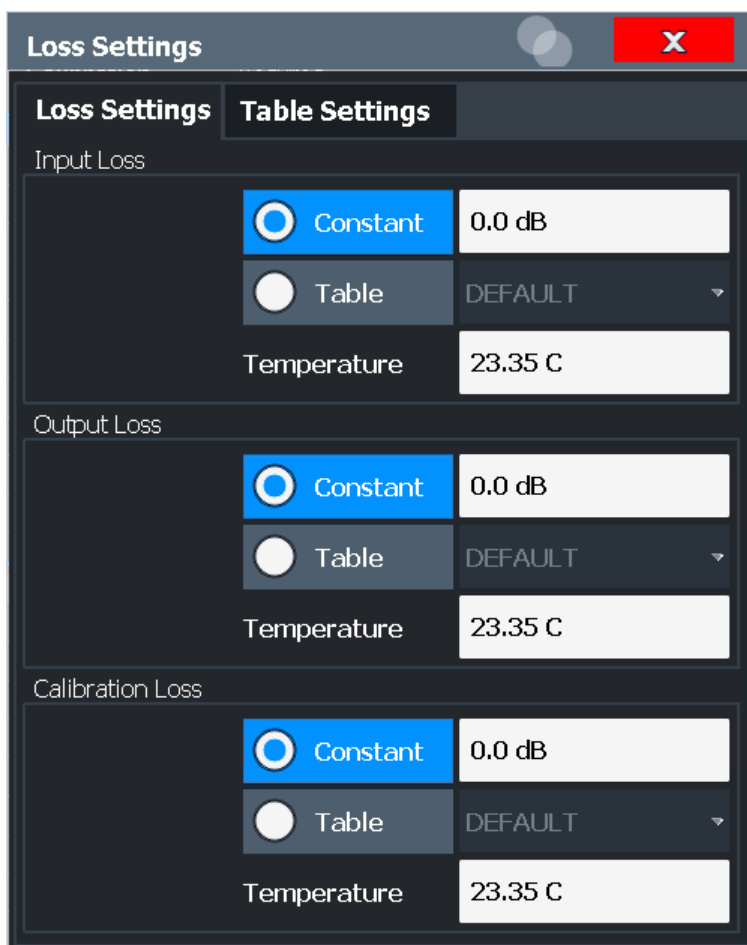 Loss Settings
X
Loss Settings Table Settings
Input Loss
Constant 0.0 dB
Table DEFAULT
Temperature 23.35 C
Output Loss
Constant 0.0 dB
Table DEFAULT
Temperature 23.35 C
Calibration Loss
Constant 0.0 dB
Table DEFAULT
Temperature 23.35 C